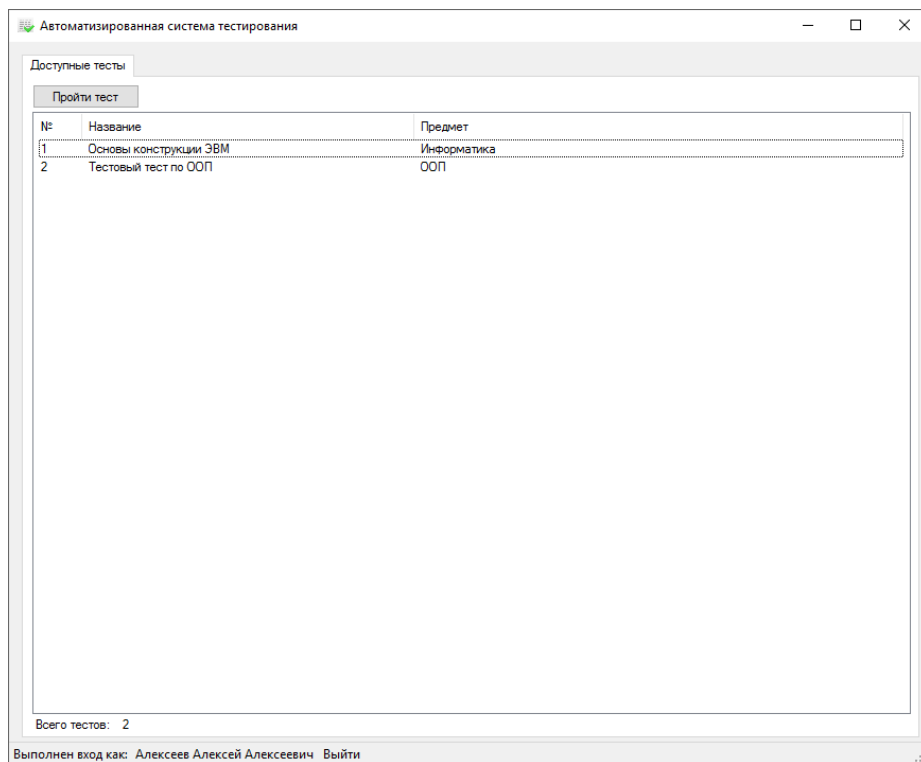 Автоматизированная система тестирования
Доступные тесты
Пройти тест
№ Название Предмет
1 Основы конструкции ЭВМ Информатика
2 Тестовый тест по ООП ООП
Всего тестов: 2
Выполнен вход как: Алексеев Алексей Алексеевич Выйти